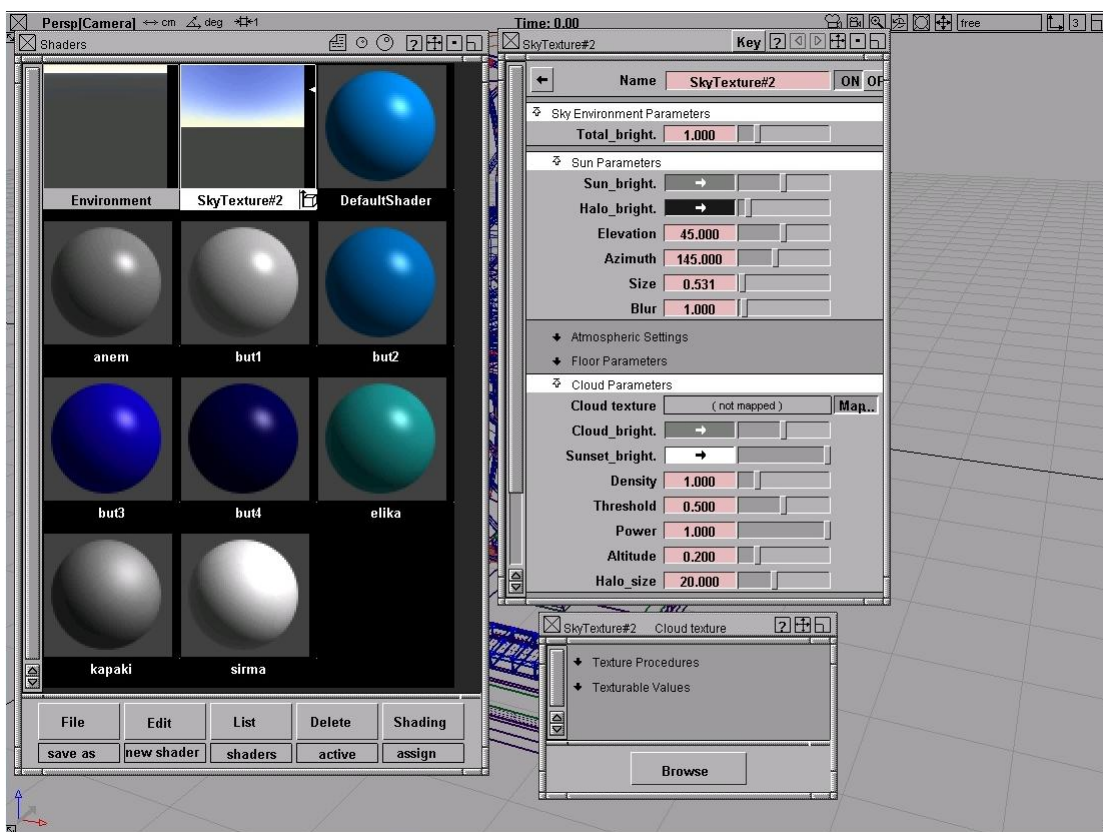 Persp[Camera] cm deg 1 Time: 0.00 free 3
Shaders
Environment SkyTexture#2 DefaultShader
anem but1 but2
but3 but4 elika
kapaki sirma
File Edit List Delete Shading
save as new shader shaders active assign
SkyTexture#2 Key ?
Name SkyTexture#2 ON OF
Sky Environment Parameters
Total_bright. 1.000
Sun Parameters
Sun_bright.
Halo_bright.
Elevation 45.000
Azimuth 145.000
Size 0.531
Blur 1.000
Atmospheric Settings
Floor Parameters
Cloud Parameters
Cloud texture ( not mapped ) Map..
Cloud_bright.
Sunset_bright.
Density 1.000
Threshold 0.500
Power 1.000
Altitude 0.200
Halo_size 20.000
SkyTexture#2 Cloud texture ?
Texture Procedures
Texturable Values
Browse